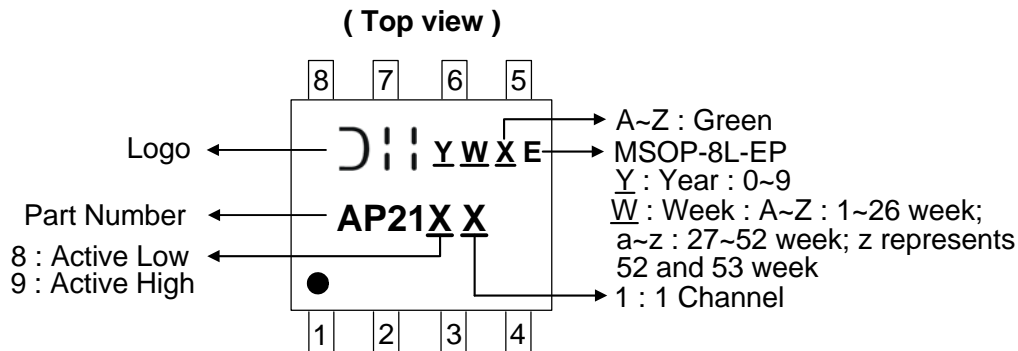 ( Top view )
8 7 6 5
Logo
Y W X E
A~Z : Green
MSOP-8L-EP
Y : Year : 0~9
W : Week : A~Z : 1~26 week;
a~z : 27~52 week; z represents
52 and 53 week
Part Number
AP21X X
8 : Active Low
9 : Active High
1 : 1 Channel
1 2 3 4